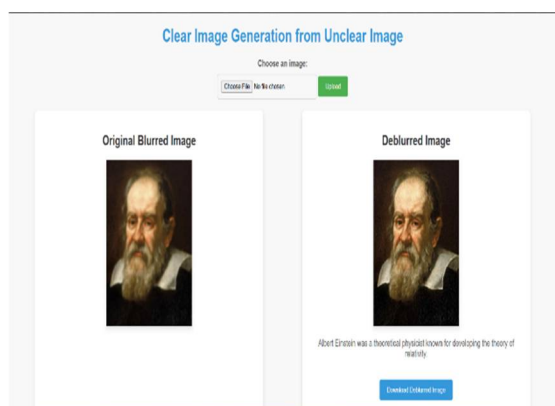 Clear Image Generation from Unclear Image
Choose an image:
Choose File No file chosen Upload
Original Blurred Image
Deblurred Image
Albert Einstein was a theoretical physicist known for developing the theory of
relativity.
Download Deblurred Image